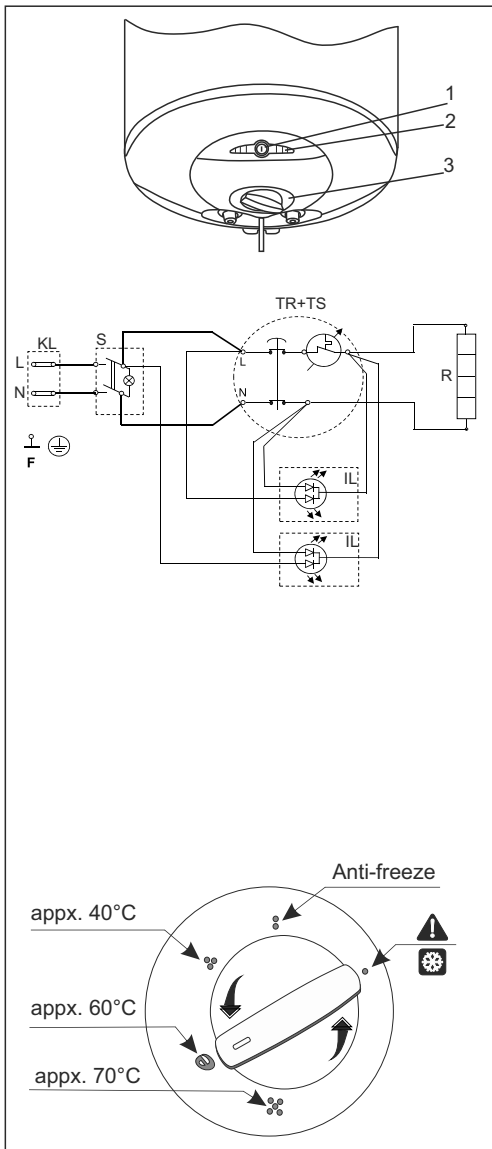 1
2
3
TR+TS
KL
S
L
L
R
N
N
F
IL
IL
Anti-freeze
appx. 40°C
appx. 60°C
appx. 70°C